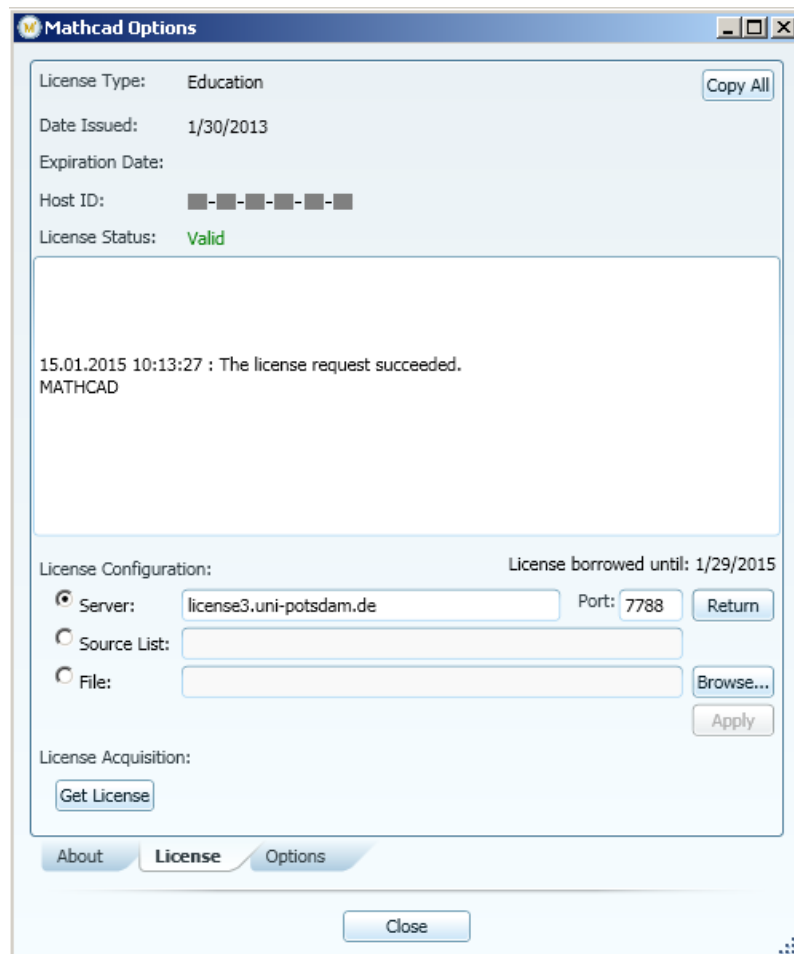 Mathcad Options
License Type: Education Copy All
Date Issued: 1/30/2013
Expiration Date:
Host ID: - - - - -
License Status: Valid
15.01.2015 10:13:27 : The license request succeeded.
MATHCAD
License Configuration: License borrowed until: 1/29/2015
Server: license3.uni-potsdam.de Port: 7788 Return
Source List:
File: Browse...
Apply
License Acquisition:
Get License
About License Options
Close